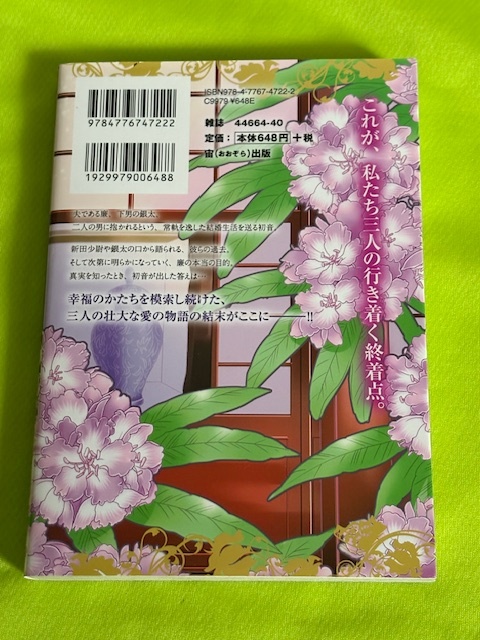 ISBN978-4-7767-4722-2
C9979 ¥648E
9784776747222
1929979006488
雑誌 44664-40
定価:本体648円+税
宙(おおぞら)出版
これが、私たち三人の行き着く終着点。
夫である廉、下男の銀太。
二人の男に抱かれるという、常軌を逸した結婚生活を送る初音。
新田少尉や銀太の口から語られる、彼らの過去。
そして次第に明らかになっていく、廉の本当の目的。
真実を知ったとき、初音が出した答えは…
幸福のかたちを模索し続けた、
三人の壮大な愛の物語の結末がここに―――!!